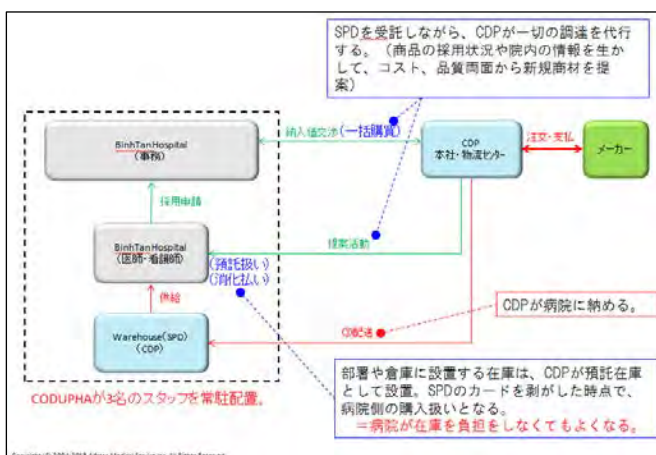 SPDを受託しながら、CDPが一切の調達を代行
する。（商品の採用状況や院内の情報を生か
して、コスト、品質両面から新規商材を提
案）
BinhTanHospital
（事務）
納入価交渉（一括購買）
CDP
本社・物流センター
注文・支払
メーカー
採用申請
BinhTanHospital
（医師・看護師）
提案活動
（預託扱い）
（消化払い）
供給
CDPが病院に納める。
Warehouse(SPD)
(CDP)
③配送
部署や倉庫に設置する在庫は、CDPが預託在庫
として設置。SPDのカードを剥がした時点で、
病院側の購入扱いとなる。
＝病院が在庫を負担をしなくてもよくなる。
CODUPHAが3名のスタッフを常駐配置。